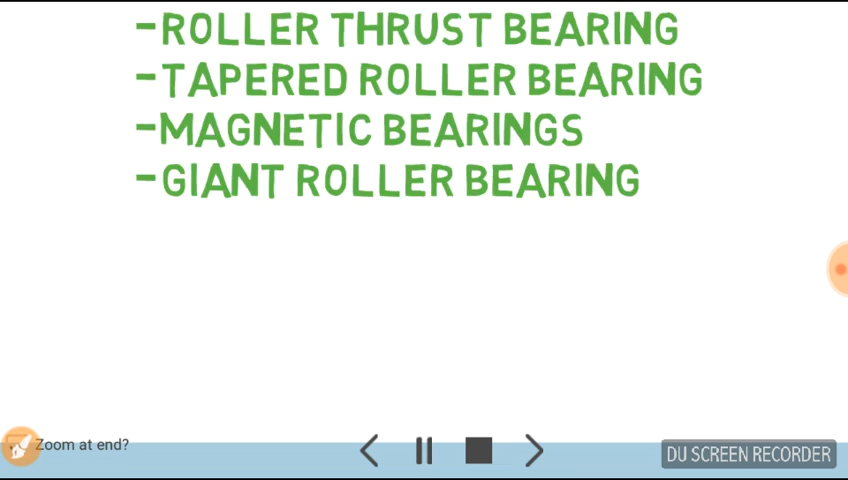 -ROLLER THRUST BEARING
-TAPERED ROLLER BEARING
-MAGNETIC BEARINGS
-GIANT ROLLER BEARING
Zoom at end?
DU SCREEN RECORDER